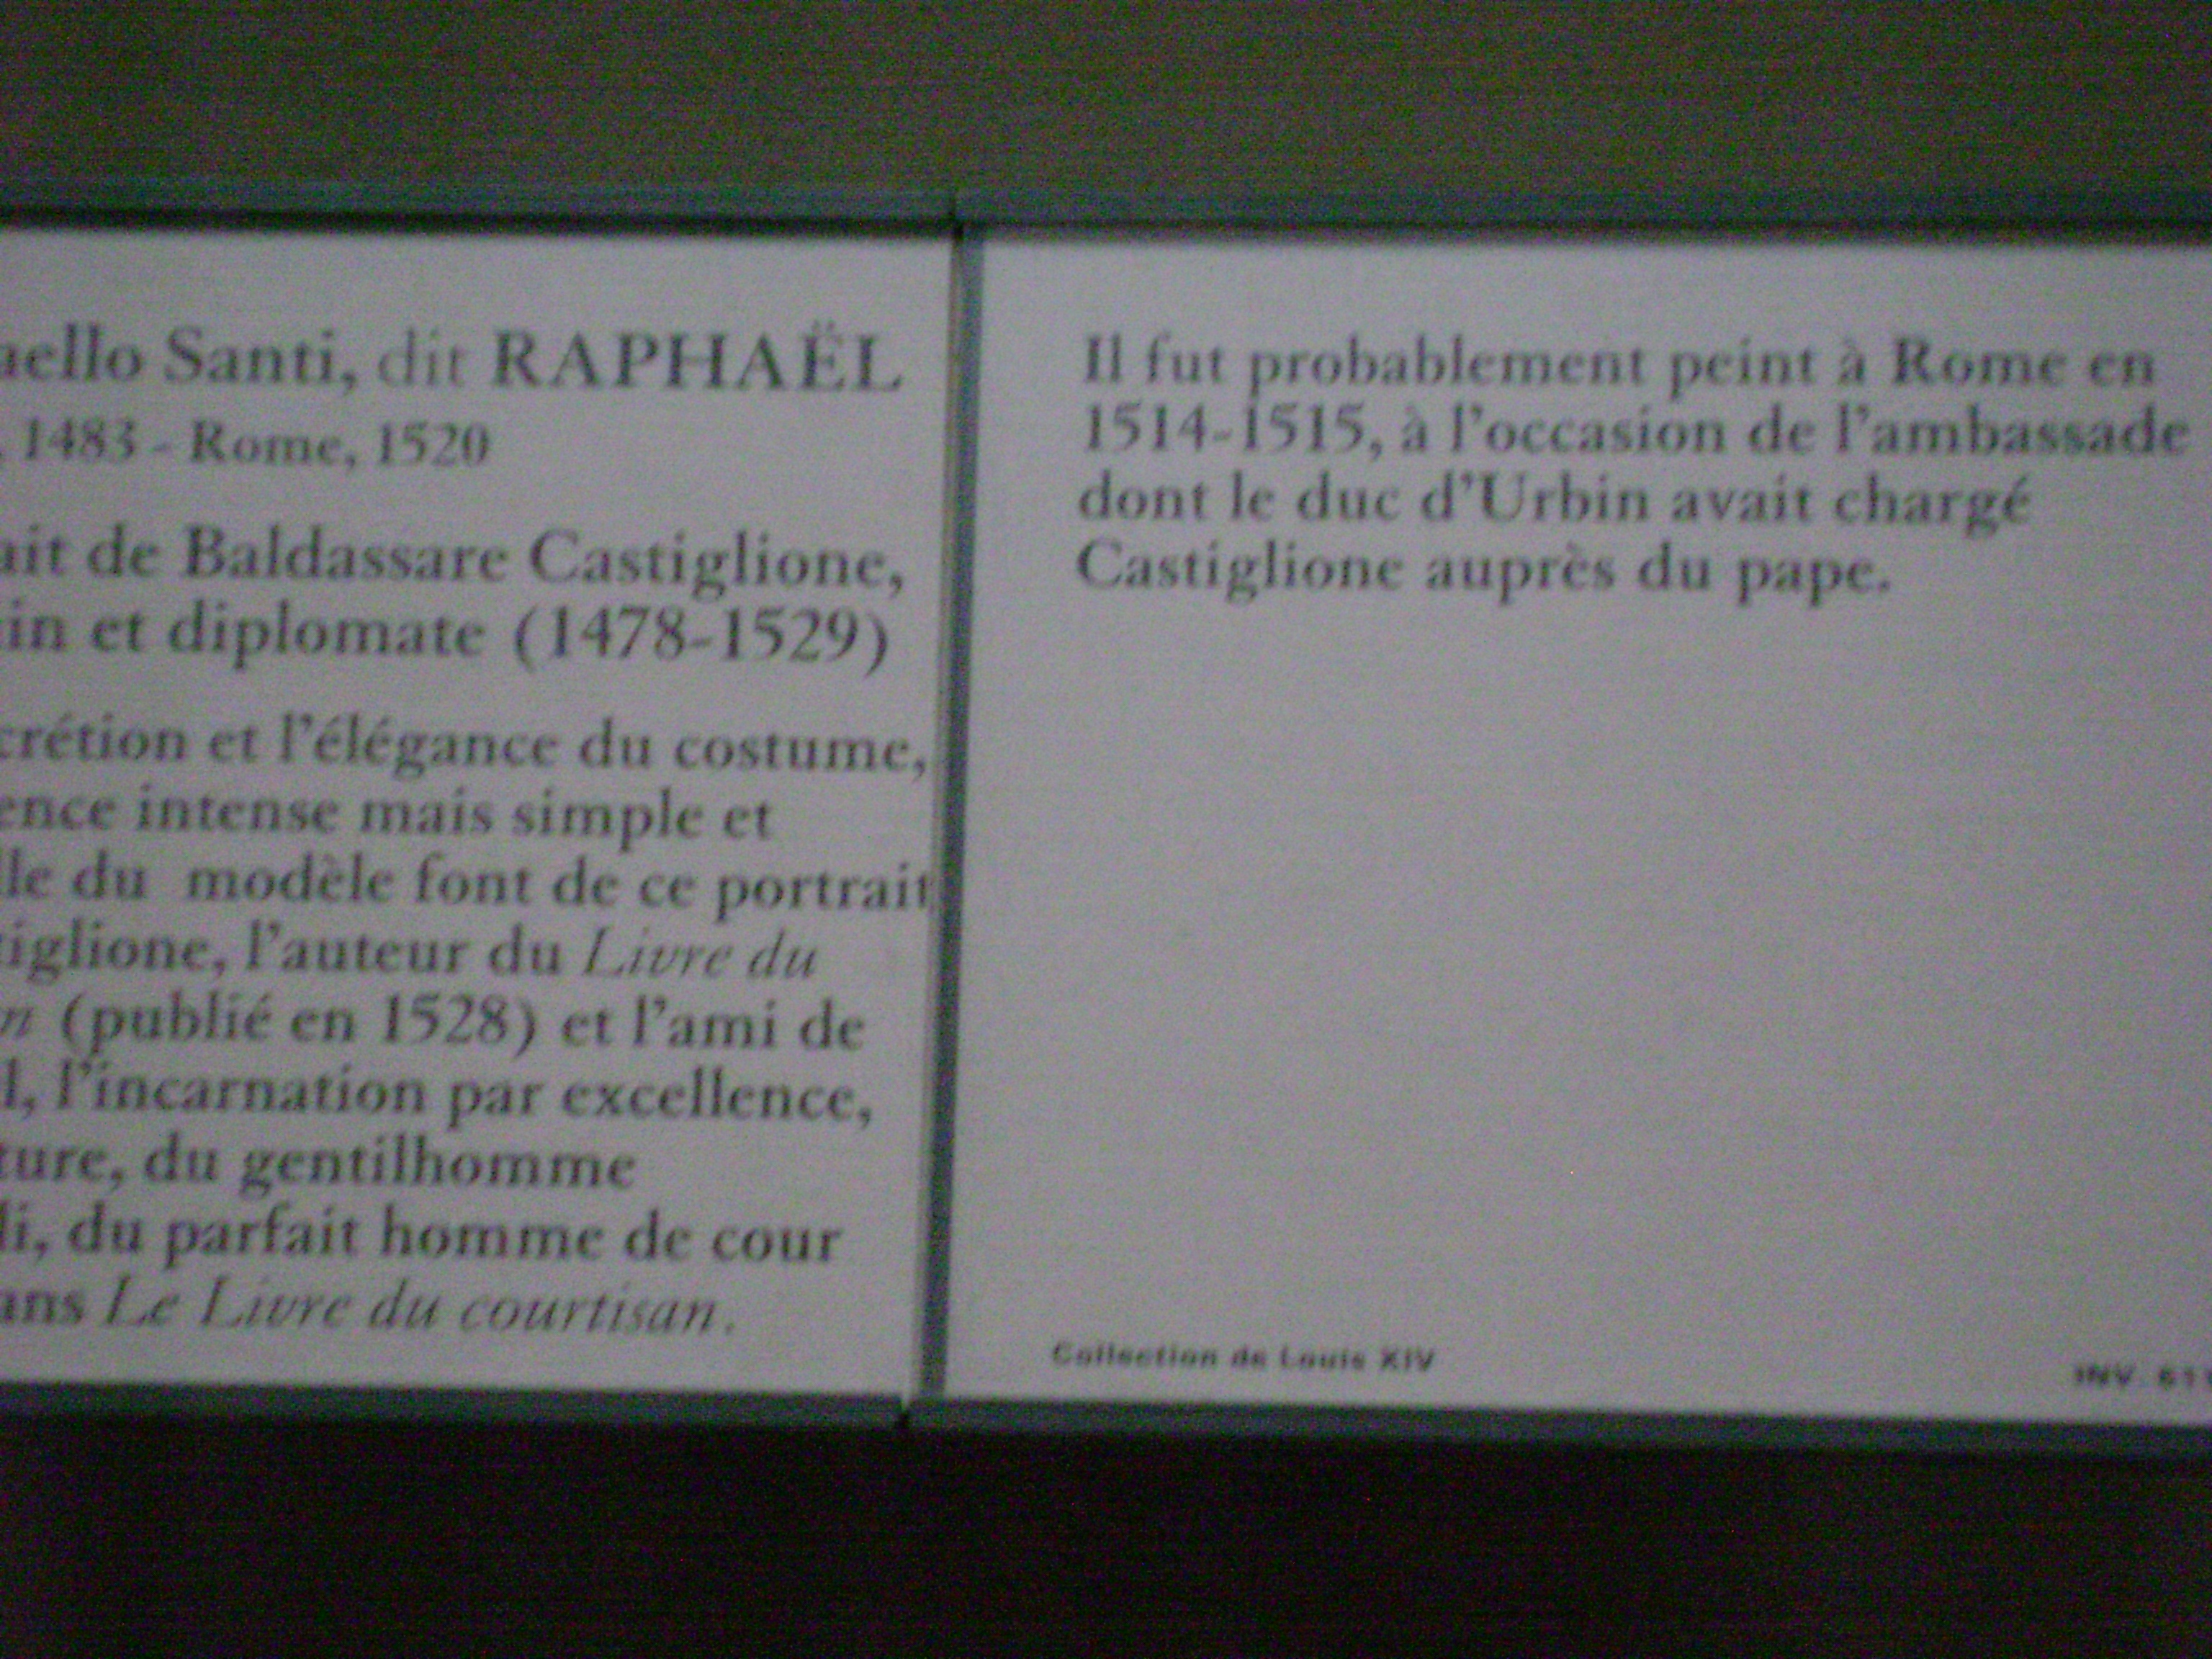 aello Santi, dit RAPHAËL
, 1483 - Rome, 1520
ait de Baldassare Castiglione,
in et diplomate (1478-1529)
crétion et l'élégance du costume,
ence intense mais simple et
lle du modèle font de ce portrait
tiglione, l'auteur du Livre du
n (publié en 1528) et l'ami de
l, l'incarnation par excellence,
ture, du gentilhomme
li, du parfait homme de cour
ans Le Livre du courtisan.
Il fut probablement peint à Rome en
1514-1515, à l'occasion de l'ambassade
dont le duc d'Urbin avait chargé
Castiglione auprès du pape.
Collection de Louis XIV
INV. 61